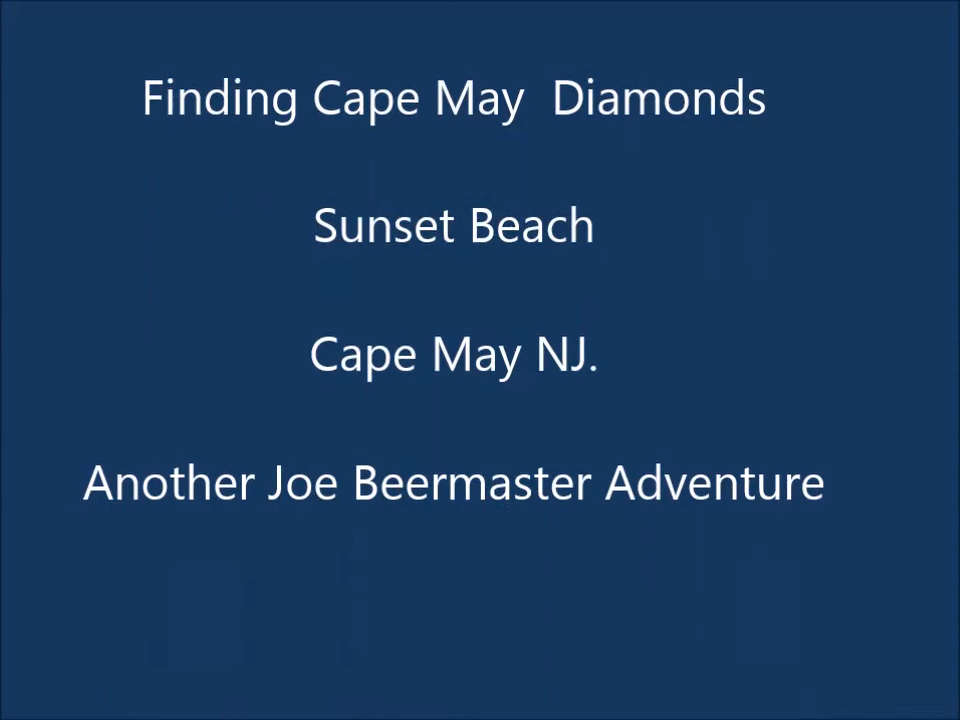 Finding Cape May  Diamonds
Sunset Beach
Cape May NJ.
Another Joe Beermaster Adventure